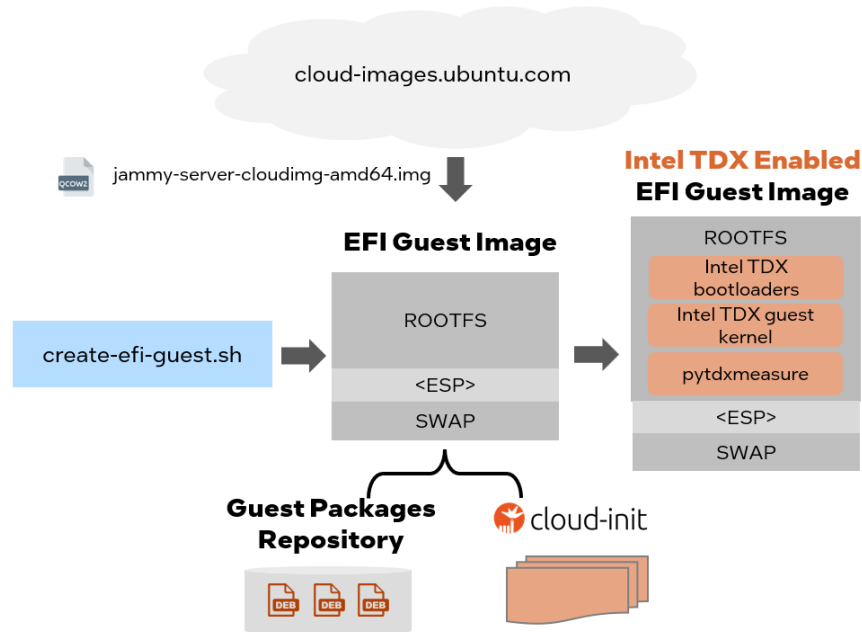 cloud-images.ubuntu.com
QCOW2
jammy-server-cloudimg-amd64.img
Intel TDX Enabled
EFI Guest Image
EFI Guest Image
ROOTFS
Intel TDX
bootloaders
Intel TDX guest
kernel
pytdxmeasure
<ESP>
SWAP
create-efi-guest.sh
ROOTFS
<ESP>
SWAP
Guest Packages
Repository
DEB
DEB
DEB
cloud-init